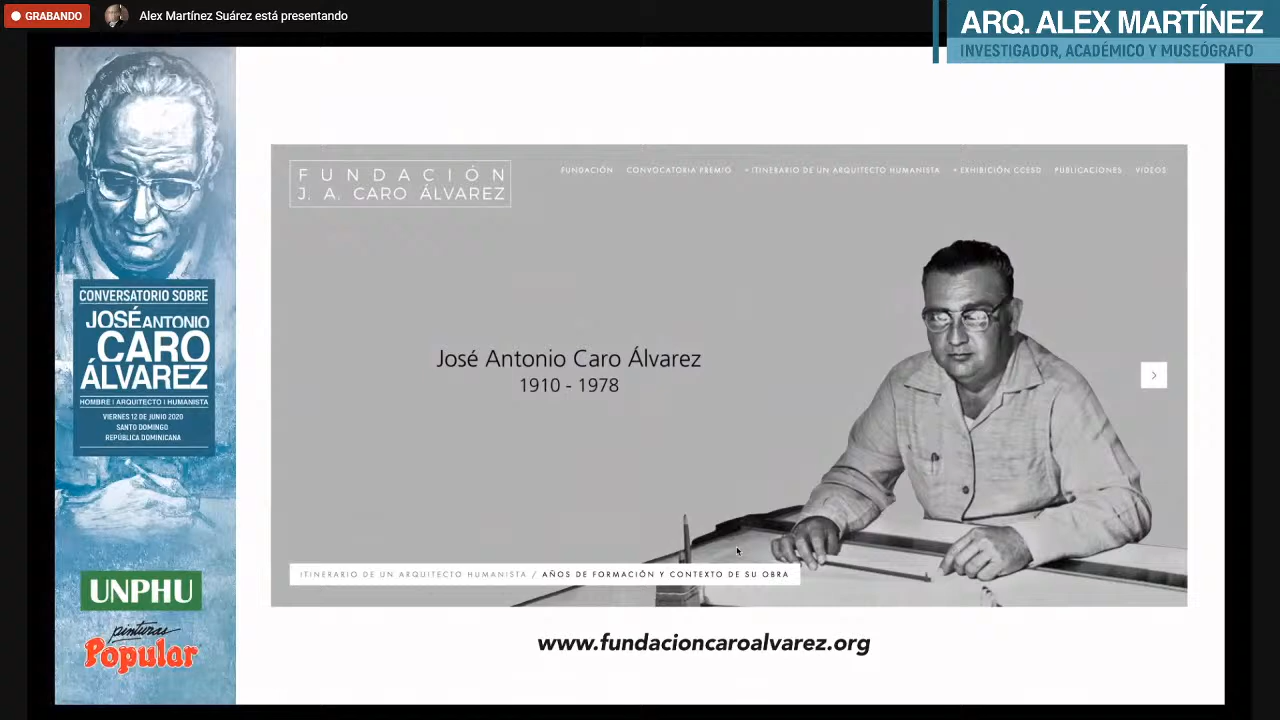 GRABANDO
Alex Martínez Suárez está presentando
ARQ. ALEX MARTÍNEZ
INVESTIGADOR, ACADÉMICO Y MUSEÓGRAFO
CONVERSATORIO SOBRE
JOSÉ ANTONIO
CARO
ÁLVAREZ
HOMBRE | ARQUITECTO | HUMANISTA
VIERNES 12 DE JUNIO 2020
SANTO DOMINGO
REPÚBLICA DOMINICANA
UNPHU
pinturas
Popular
FUNDACIÓN
J. A. CARO ÁLVAREZ
FUNDACIÓN CONVOCATORIA PREMIO + ITINERARIO DE UN ARQUITECTO HUMANISTA + EXHIBICIÓN CCESD PUBLICACIONES VIDEOS
José Antonio Caro Álvarez
1910 - 1978
ITINERARIO DE UN ARQUITECTO HUMANISTA / AÑOS DE FORMACIÓN Y CONTEXTO DE SU OBRA
www.fundacioncaroalvarez.org